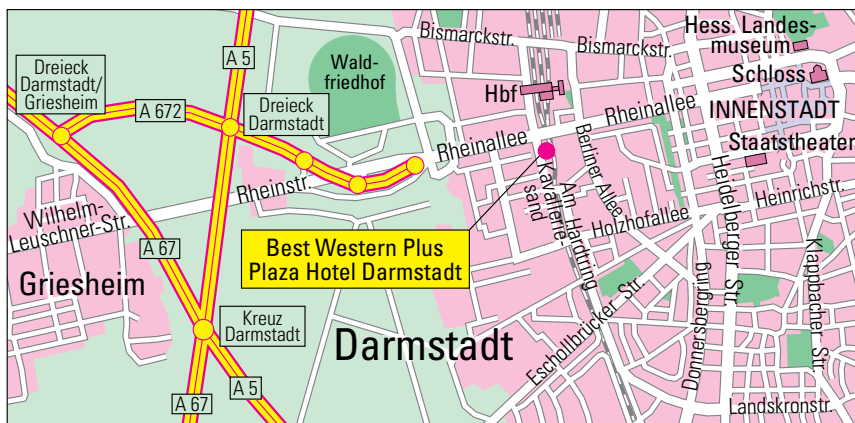 Bismarckstr.
Bismarckstr.
Hess. Landes-
museum
Schloss
INNENSTADT
Staatstheater
A 5
Dreieck
Darmstadt/
Griesheim
A 672
Dreieck
Darmstadt
Wald-
friedhof
Hbf
Rheinallee
Rheinallee
Rheinstr.
Berliner Allee
Kavallerie-
sand
Am Hardtring
Holzhofallee
Heinrichstr.
Heidelberger Str.
Wilhelm-
Leuschner-Str.
A 67
Best Western Plus
Plaza Hotel Darmstadt
Griesheim
Kreuz
Darmstadt
Darmstadt
Eschollbrücker Str.
Donnersbergring
Klappbacher Str.
A 67
A 5
Landskronstr.